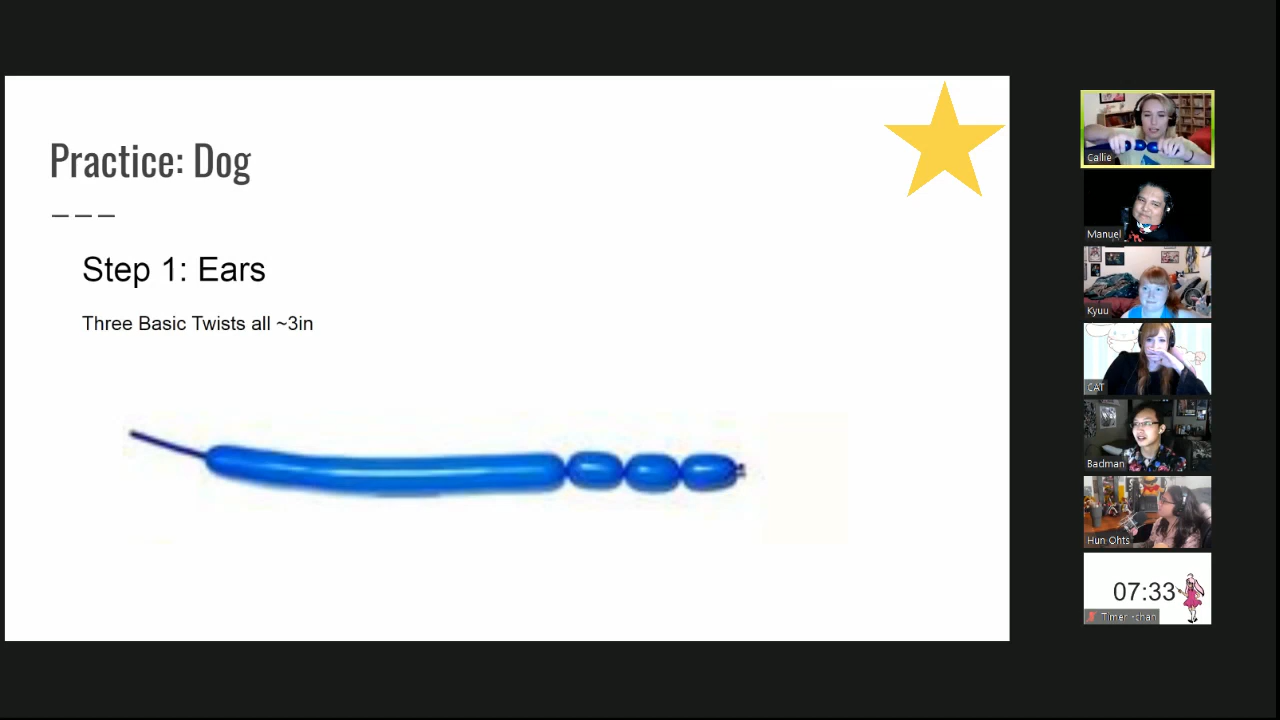 Practice: Dog
Step 1: Ears
Three Basic Twists all ~3in
Callie
Manuel
Kyuu
CAT
Badman
Hun Ohts
07:33
Timer -chan